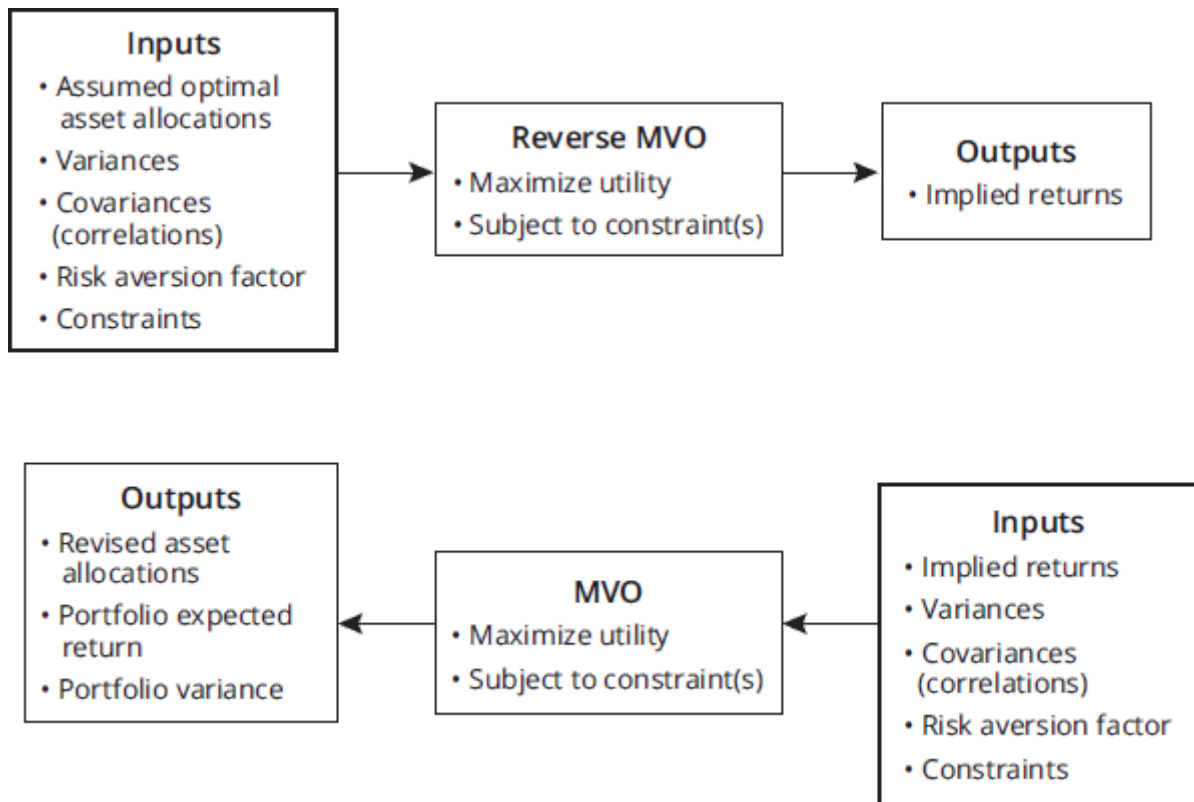 Inputs
• Assumed optimal
asset allocations
• Variances
• Covariances
(correlations)
• Risk aversion factor
• Constraints
Reverse MVO
• Maximize utility
• Subject to constraint(s)
Outputs
• Implied returns
Outputs
• Revised asset
allocations
• Portfolio expected
return
• Portfolio variance
MVO
• Maximize utility
• Subject to constraint(s)
Inputs
• Implied returns
• Variances
• Covariances
(correlations)
• Risk aversion factor
• Constraints